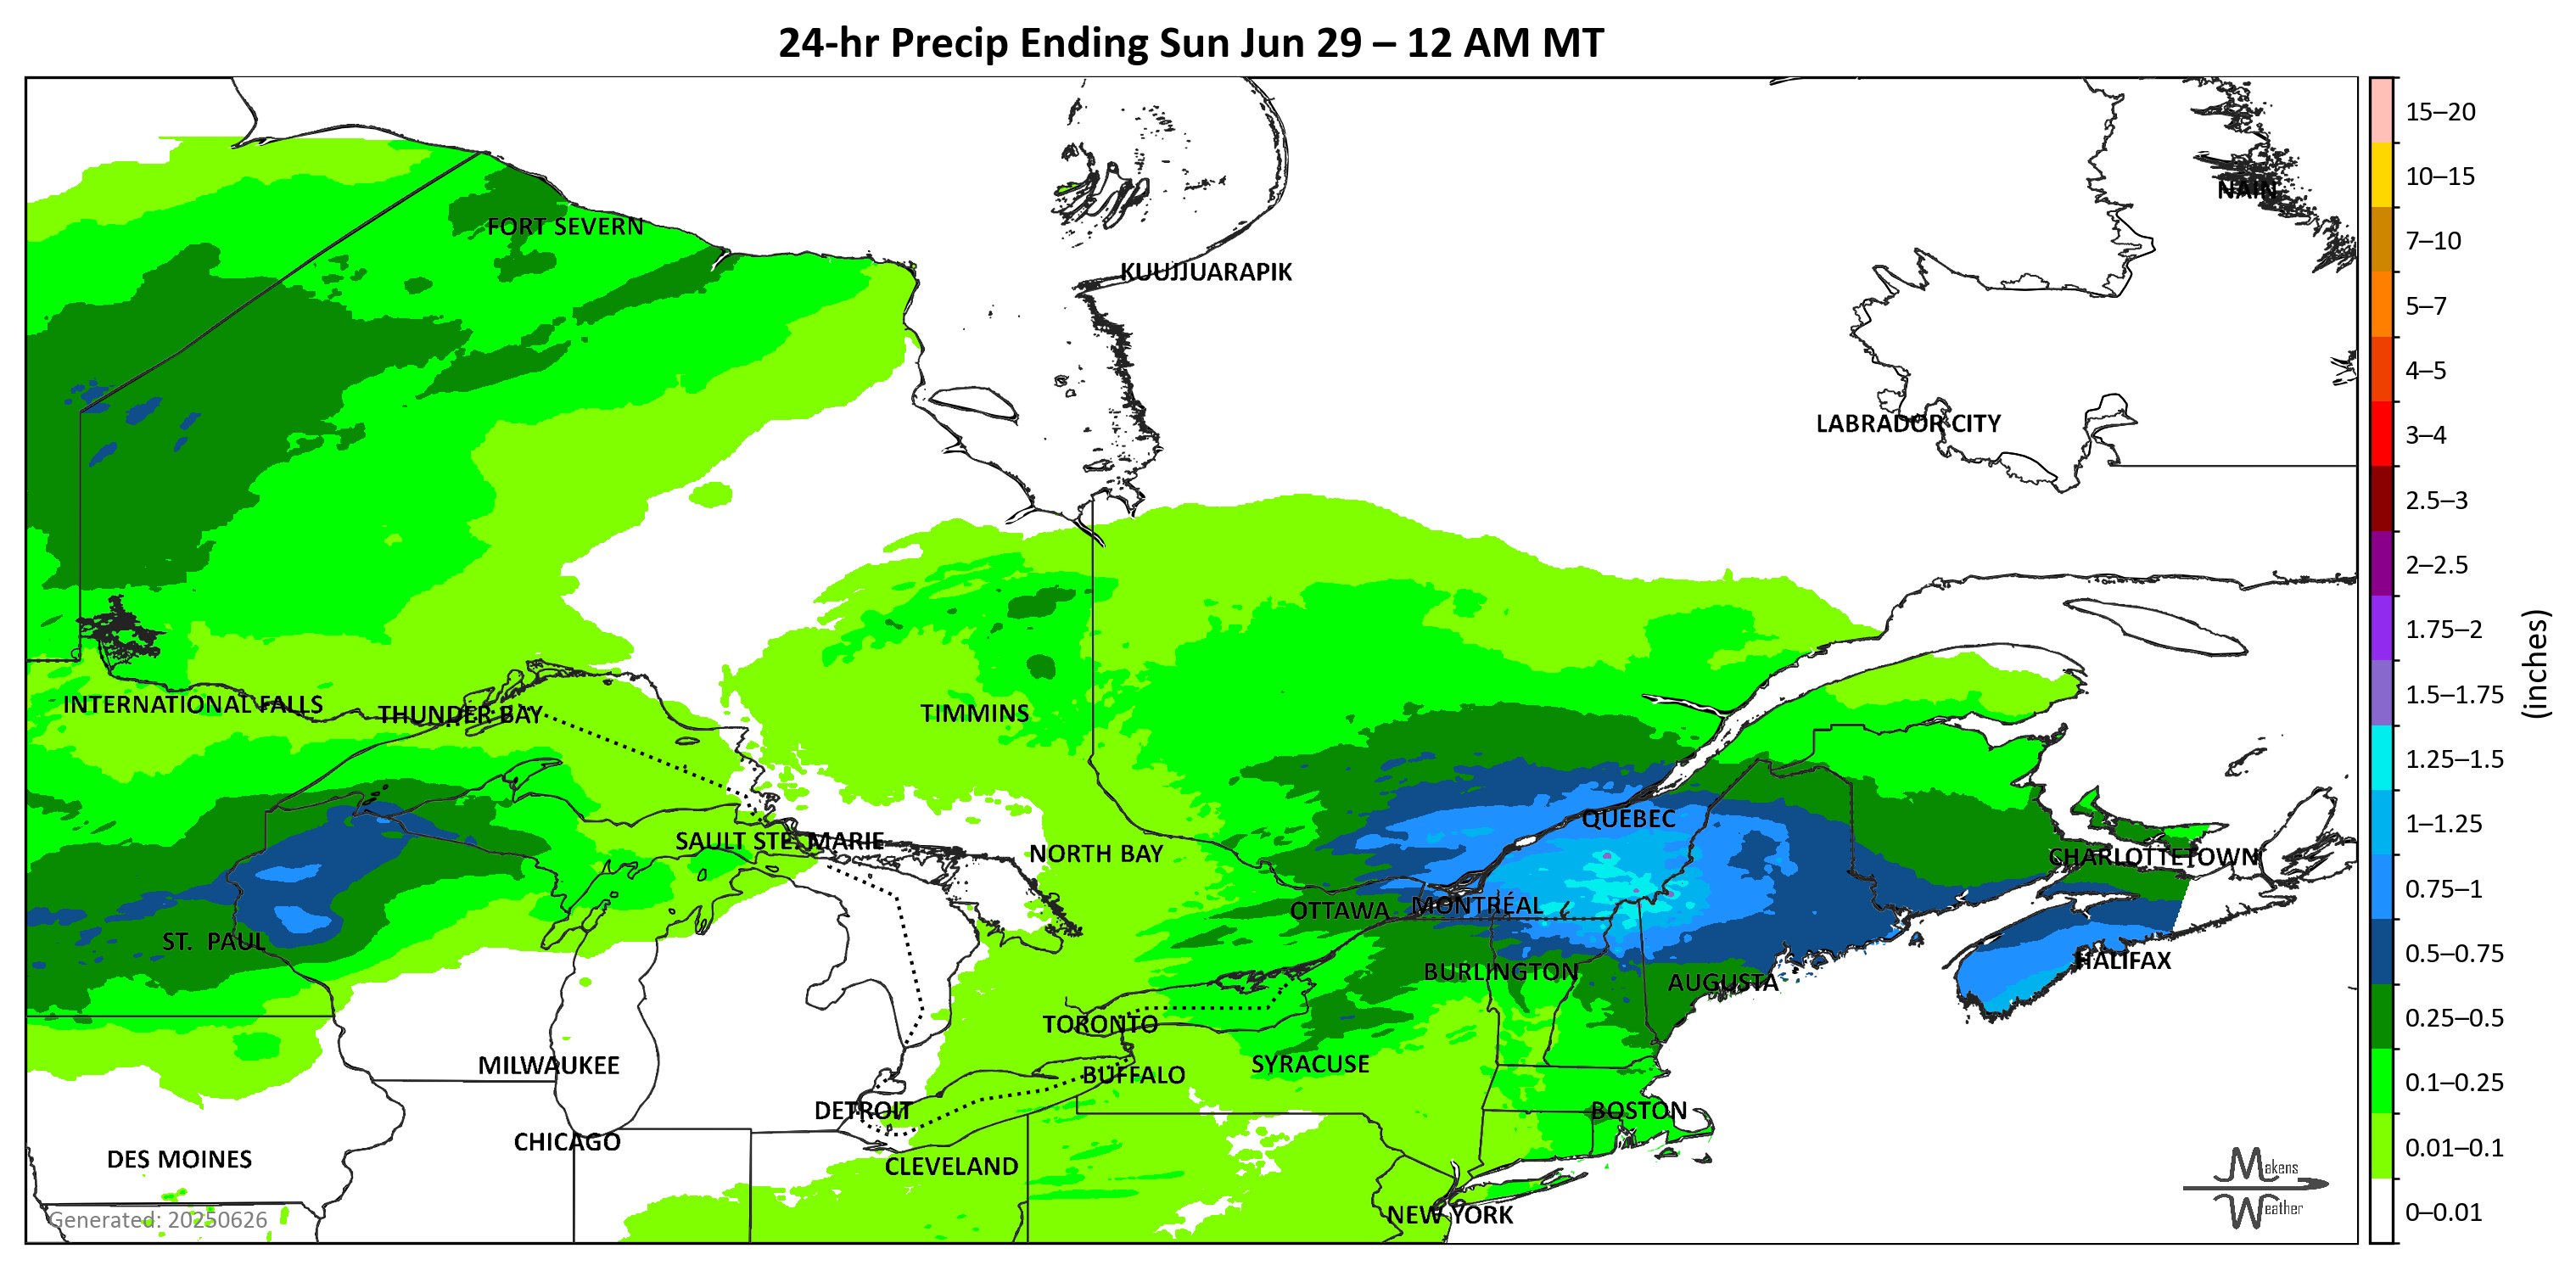 24-hr Precip Ending Sun Jun 29 – 12 AM MT
15–20
NAIN
10–15
FORT SEVERN
7–10
KUUJJUARAPIK
5–7
4–5
LABRADOR CITY
3–4
2.5–3
2–2.5
1.75–2
(inches)
1.5–1.75
INTERNATIONAL FALLS
THUNDER BAY
TIMMINS
1.25–1.5
QUEBEC
1–1.25
SAULT STE. MARIE
NORTH BAY
CHARLOTTETOWN
0.75–1
OTTAWA
MONTRÉAL
ST. PAUL
0.5–0.75
HALIFAX
BURLINGTON
AUGUSTA
0.25–0.5
TORONTO
MILWAUKEE
SYRACUSE
BUFFALO
0.1–0.25
DETROIT
BOSTON
CHICAGO
0.01–0.1
DES MOINES
CLEVELAND
Makens
Weather
0–0.01
Generated: 20250626
NEW YORK